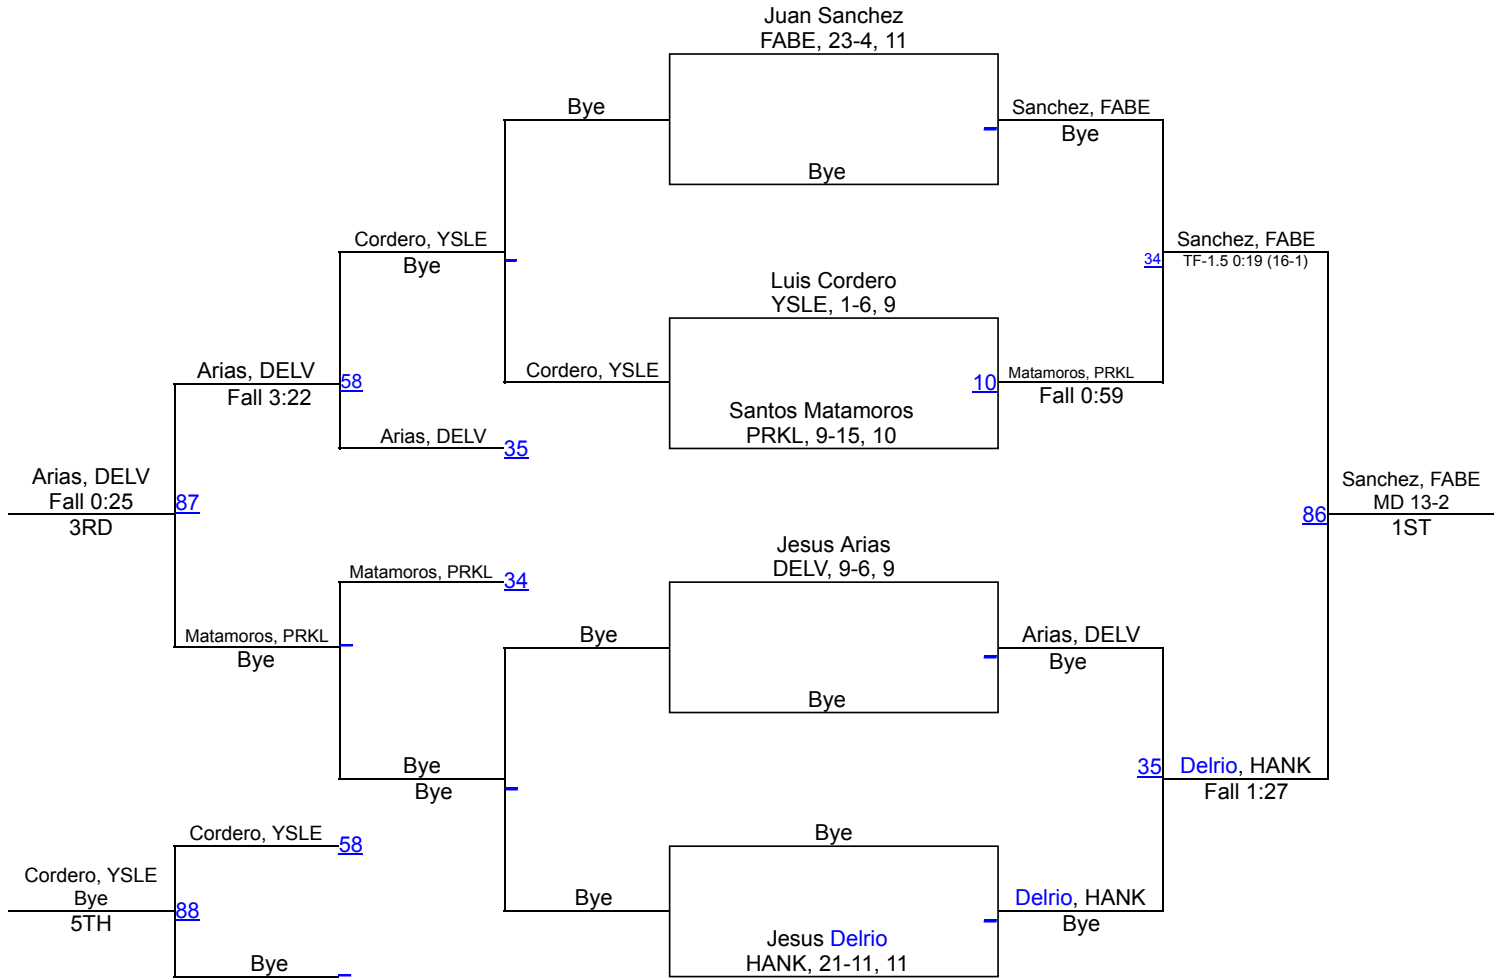 Juan Sanchez
FABE, 23-4, 11
Bye
Sanchez, FABE
Bye
Bye
Cordero, YSLE
Bye
Sanchez, FABE
34
TF-1.5 0:19 (16-1)
Luis Cordero
YSLE, 1-6, 9
Arias, DELV
58
Fall 3:22
Cordero, YSLE
10
Matamoros, PRKL
Fall 0:59
Santos Matamoros
PRKL, 9-15, 10
Arias, DELV
35
Arias, DELV
Fall 0:25
87
3RD
Sanchez, FABE
MD 13-2
86
1ST
Jesus Arias
DELV, 9-6, 9
Matamoros, PRKL
34
Matamoros, PRKL
Bye
Bye
Arias, DELV
Bye
Bye
Bye
Bye
35
Delrio, HANK
Fall 1:27
Cordero, YSLE
58
Bye
Cordero, YSLE
Bye
88
5TH
Bye
Delrio, HANK
Bye
Jesus Delrio
HANK, 21-11, 11
Bye